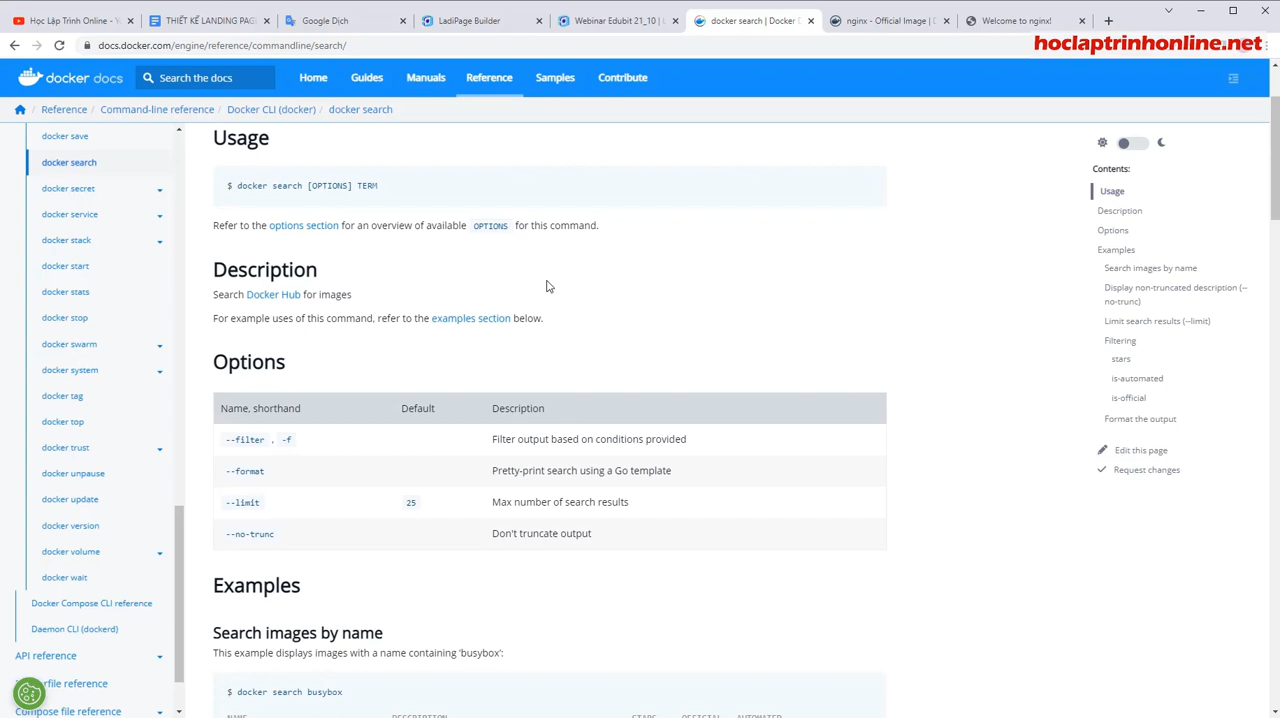 Học Lập Trình Online - You
THIẾT KẾ LANDING PAGE
Google Dịch
LadiPage Builder
Webinar Edubit 21_10 | L
docker search | Docker D
nginx - Official Image | Do
Welcome to nginx!
docs.docker.com/engine/reference/commandline/search/
hoclaptrinhonline.net
docker docs
Search the docs
Home
Guides
Manuals
Reference
Samples
Contribute
/ Reference / Command-line reference / Docker CLI (docker) / docker search
docker save
docker search
docker secret
docker service
docker stack
docker start
docker stats
docker stop
docker swarm
docker system
docker tag
docker top
docker trust
docker unpause
docker update
docker version
docker volume
docker wait
Docker Compose CLI reference
Daemon CLI (dockerd)
API reference
erfile reference
Compose file reference
Usage
$ docker search [OPTIONS] TERM
Refer to the options section for an overview of available OPTIONS for this command.
Description
Search Docker Hub for images
For example uses of this command, refer to the examples section below.
Options
Name, shorthand Default Description
--filter , -f Filter output based on conditions provided
--format Pretty-print search using a Go template
--limit 25 Max number of search results
--no-trunc Don't truncate output
Examples
Search images by name
This example displays images with a name containing ‘busybox’:
$ docker search busybox
NAME DESCRIPTION STARS OFFICIAL AUTOMATED
Contents:
Usage
Description
Options
Examples
Search images by name
Display non-truncated description (--
no-trunc)
Limit search results (--limit)
Filtering
stars
is-automated
is-official
Format the output
Edit this page
Request changes